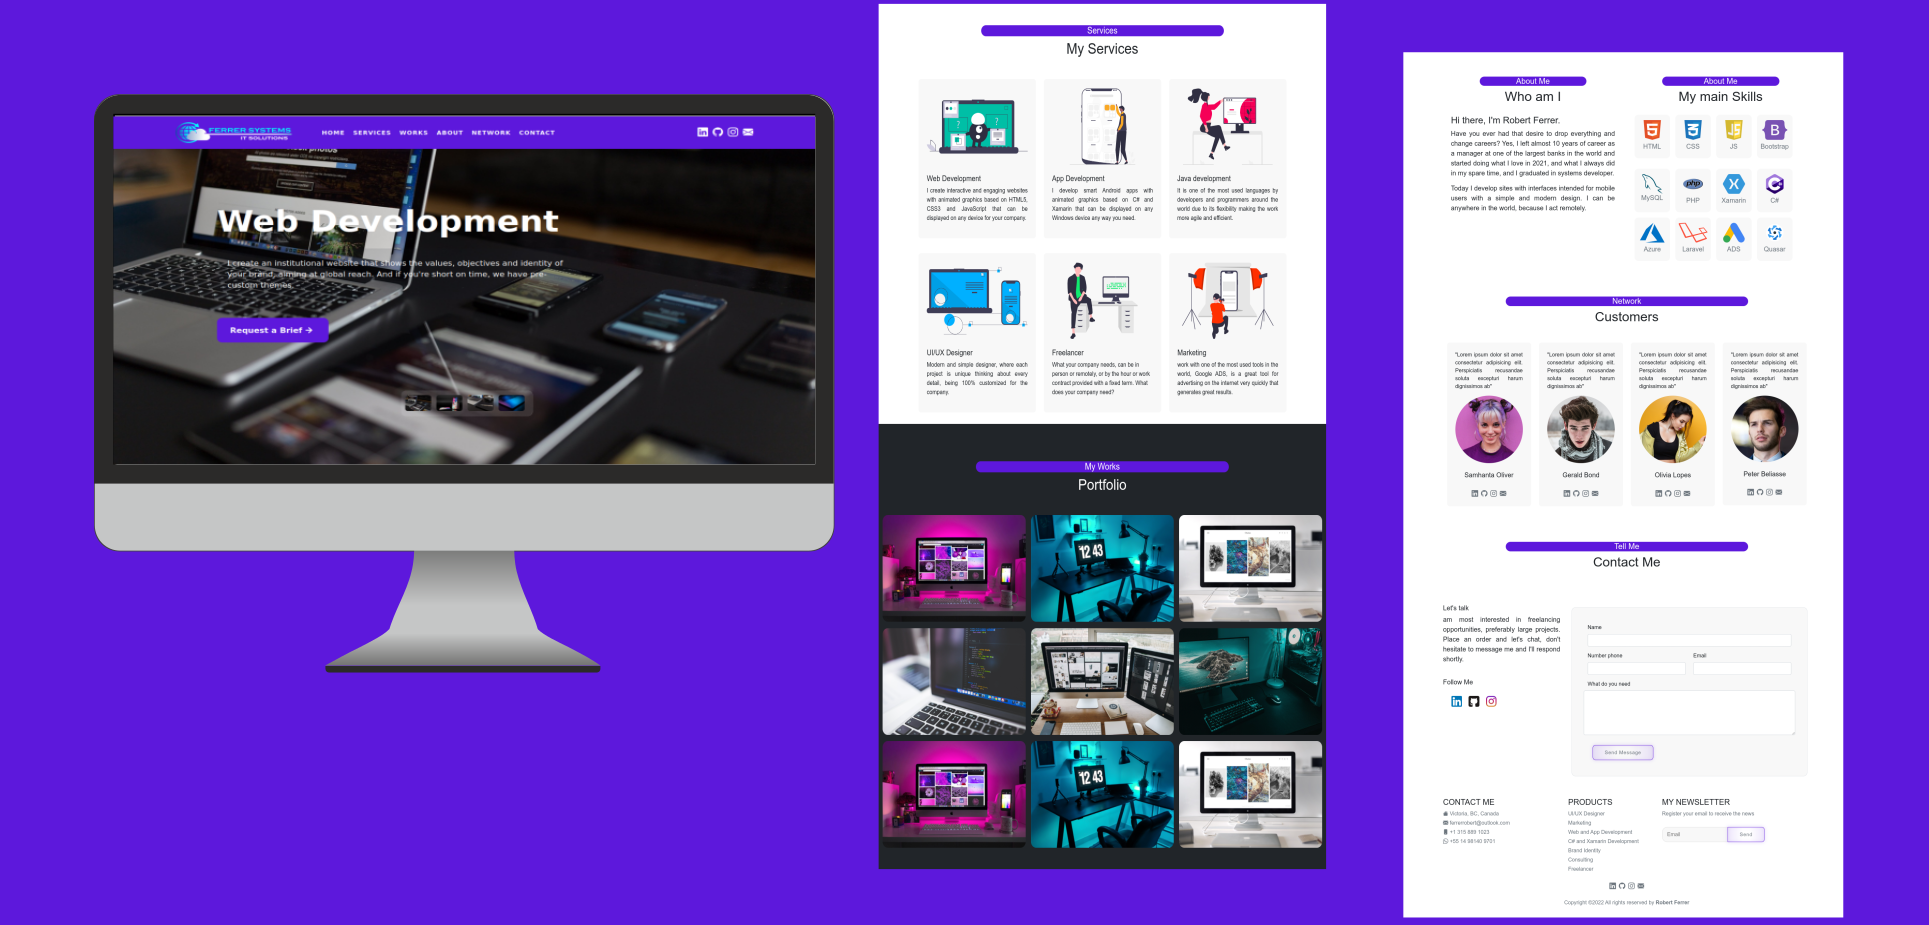 FERRER SYSTEMS
IT SOLUTIONS
HOME SERVICES WORKS ABOUT NETWORK CONTACT
Web Development
I create an institutional website that shows the values, objectives and identity of
your brand, aiming at global reach. And if you're short on time, we have pre-
custom themes.
Request a Brief →
Services
My Services
Web Development
I create interactive and engaging websites
with animated graphics based on HTML5,
CSS3 and JavaScript that can be
displayed on any device for your company.
App Development
I develop smart Android apps with
animated graphics based on C# and
Xamarin that can be displayed on any
Windows device any way you need.
Java development
It is one of the most used languages by
developers and programmers around the
world due to its flexibility making the work
more agile and efficient.
UI/UX Designer
Modern and simple designer, where each
project is unique thinking about every
detail, being 100% customized for the
company.
Freelancer
What your company needs, can be in
person or remotely, or by the hour or work
contract provided with a fixed term. What
does your company need?
Marketing
work with one of the most used tools in the
world, Google ADS, is a great tool for
advertising on the internet very quickly that
generates great results.
My Works
Portfolio
12 43
12 43
About Me
Who am I
Hi there, I'm Robert Ferrer.
Have you ever had that desire to drop everything and
change careers? Yes, I left almost 10 years of career as
a manager at one of the largest banks in the world and
started doing what I love in 2021, and what I always did
in my spare time, and I graduated in systems developer.
Today I develop sites with interfaces intended for mobile
users with a simple and modern design. I can be
anywhere in the world, because I act remotely.
About Me
My main Skills
HTML CSS JS Bootstrap
MySQL PHP Xamarin C#
Azure Laravel ADS Quasar
Network
Customers
"Lorem ipsum dolor sit amet
consectetur adipisicing elit.
Perspiciatis recusandae
soluta excepturi harum
dignissimos ab"
Samhanta Oliver
"Lorem ipsum dolor sit amet
consectetur adipisicing elit.
Perspiciatis recusandae
soluta excepturi harum
dignissimos ab"
Gerald Bond
"Lorem ipsum dolor sit amet
consectetur adipisicing elit.
Perspiciatis recusandae
soluta excepturi harum
dignissimos ab"
Olivia Lopes
"Lorem ipsum dolor sit amet
consectetur adipisicing elit.
Perspiciatis recusandae
soluta excepturi harum
dignissimos ab"
Peter Beliasse
Tell Me
Contact Me
Let's talk
am most interested in freelancing
opportunities, preferably large projects.
Place an order and let's chat, don't
hesitate to message me and I'll respond
shortly.
Follow Me
Name
Number phone Email
What do you need
Send Message
CONTACT ME
Victoria, BC, Canada
ferrerrobert@outlook.com
+1 315 889 1023
+55 14 98140 9701
PRODUCTS
UI/UX Designer
Marketing
Web and App Development
C# and Xamarin Development
Brand Identity
Consulting
Freelancer
MY NEWSLETTER
Register your email to receive the news
Email Send
Copyright ©2022 All rights reserved by Robert Ferrer